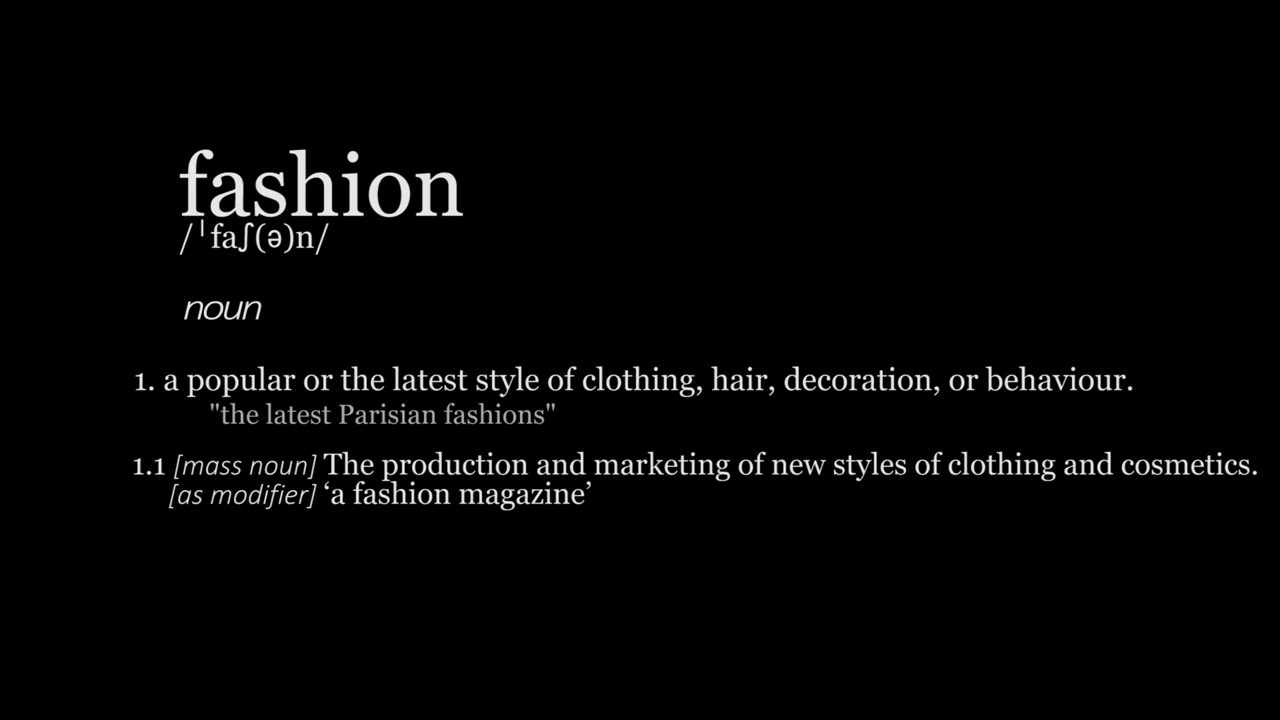 fashion
/ˈfaʃ(ə)n/
noun
1. a popular or the latest style of clothing, hair, decoration, or behaviour.
"the latest Parisian fashions"
1.1 [mass noun] The production and marketing of new styles of clothing and cosmetics.
[as modifier] ‘a fashion magazine’